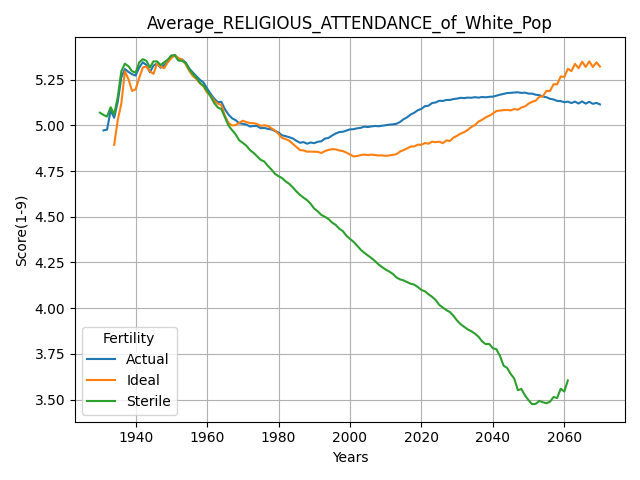 Average_RELIGIOUS_ATTENDANCE_of_White_Pop
Score(1-9)
5.25
5.00
4.75
4.50
4.25
4.00
3.75
3.50
Fertility
Actual
Ideal
Sterile
1940 1960 1980 2000 2020 2040 2060
Years